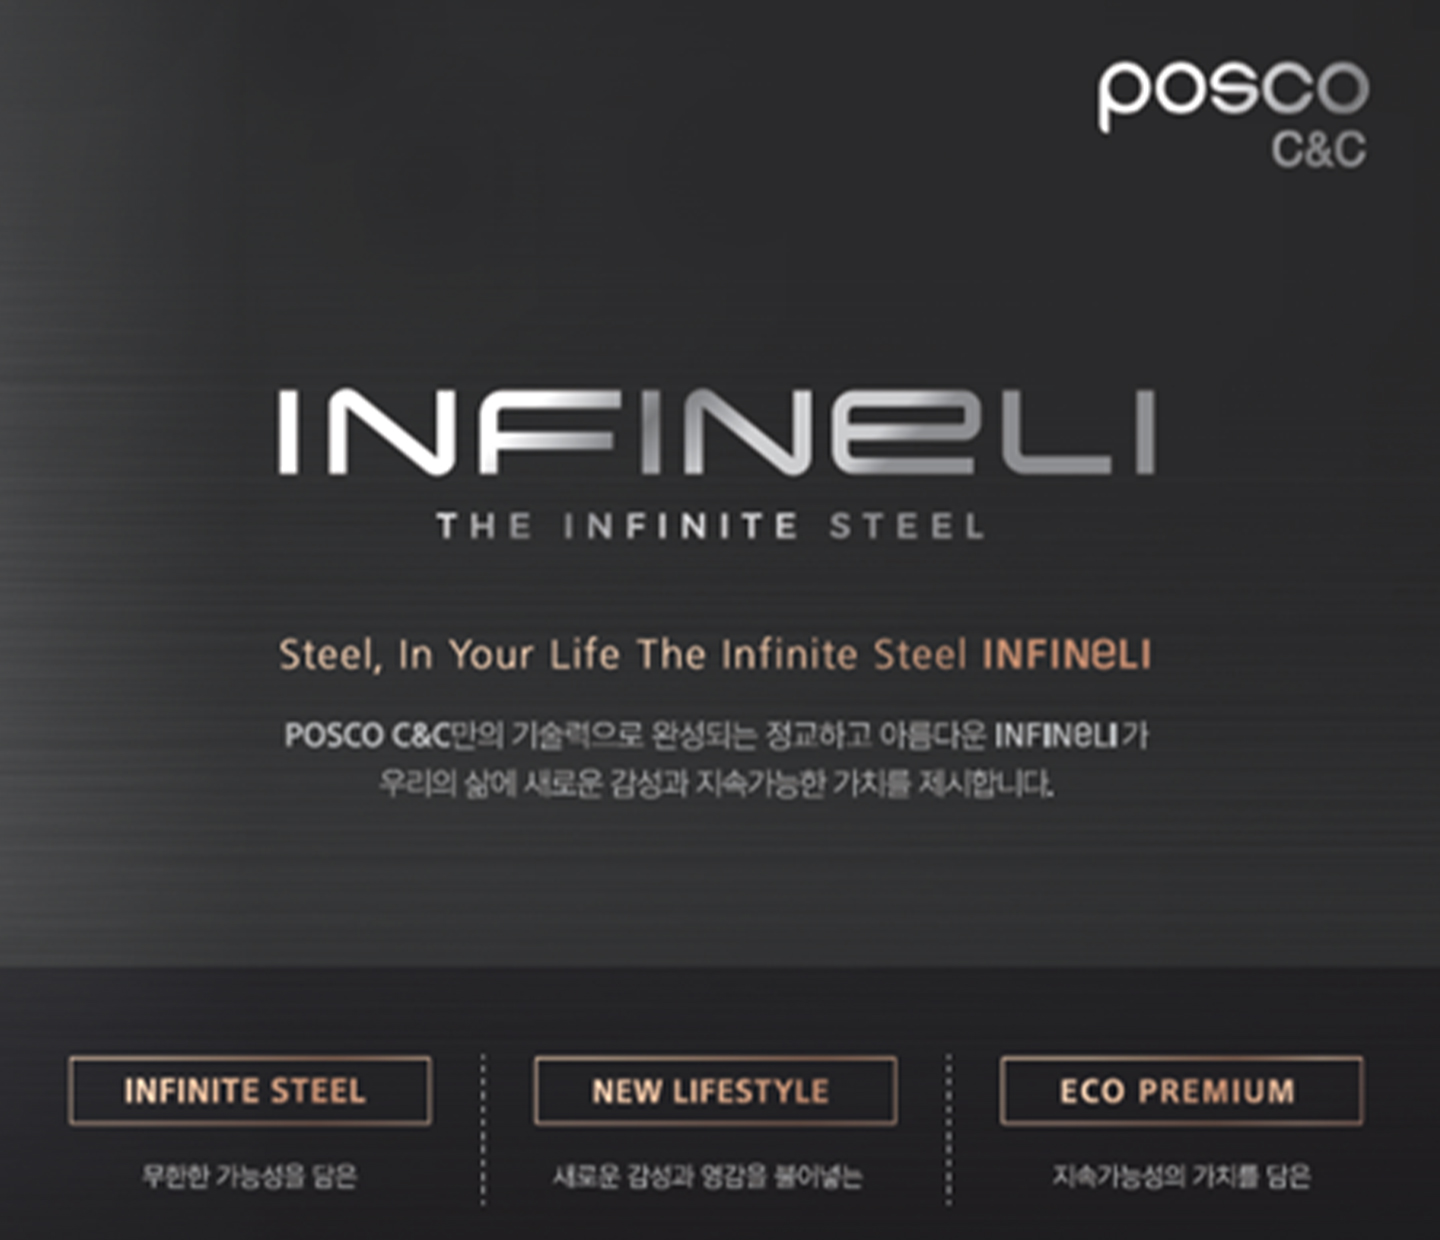 posco
C&C
INFINeLI
THE INFINITE STEEL
Steel, In Your Life The Infinite Steel INFINeLI
POSCO C&C만의 기술력으로 완성되는 정교하고 아름다운 INFINeLI가
우리의 삶에 새로운 감성과 지속가능한 가치를 제시합니다.
INFINITE STEEL
무한한 가능성을 담은
NEW LIFESTYLE
새로운 감성과 영감을 불어넣는
ECO PREMIUM
지속가능성의 가치를 담은